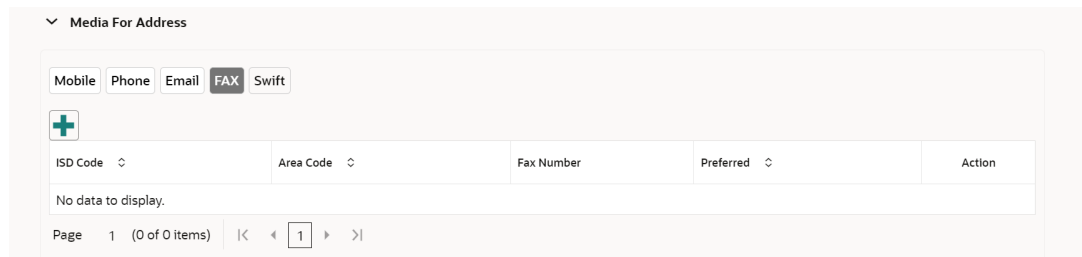 Media For Address
Mobile Phone Email FAX Swift
ISD Code Area Code Fax Number Preferred Action
No data to display.
Page 1 (0 of 0 items) 1